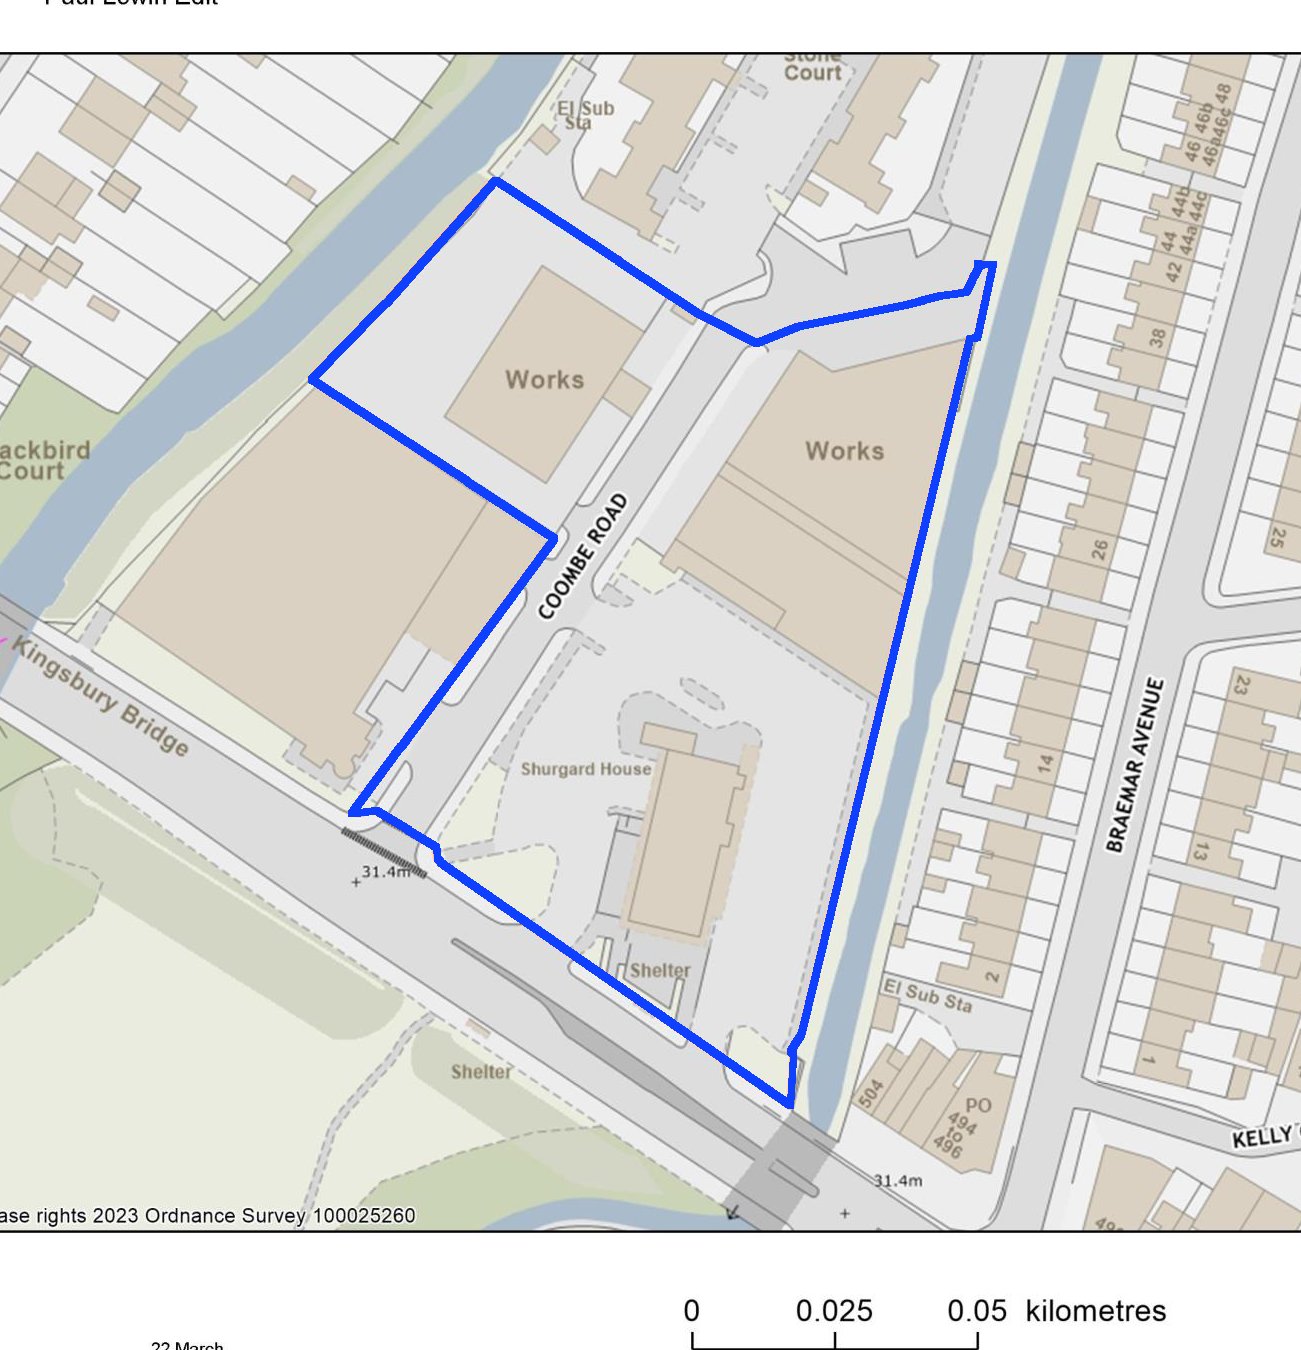 Paul Lewin Edit
Stone
Court
El Sub
Sta
48
46c
46b
46a
46
44c
44b
44a
44
42
38
Works
Works
ackbird
Court
COOMBE ROAD
26
25
Kingsbury Bridge
23
BRAEMAR AVENUE
14
Shurgard House
13
31.4m
Shelter
2
El Sub Sta
Shelter
504
PO
494
to
496
1
KELLY
31.4m
ase rights 2023 Ordnance Survey 100025260
0 0.025 0.05 kilometres
22 March